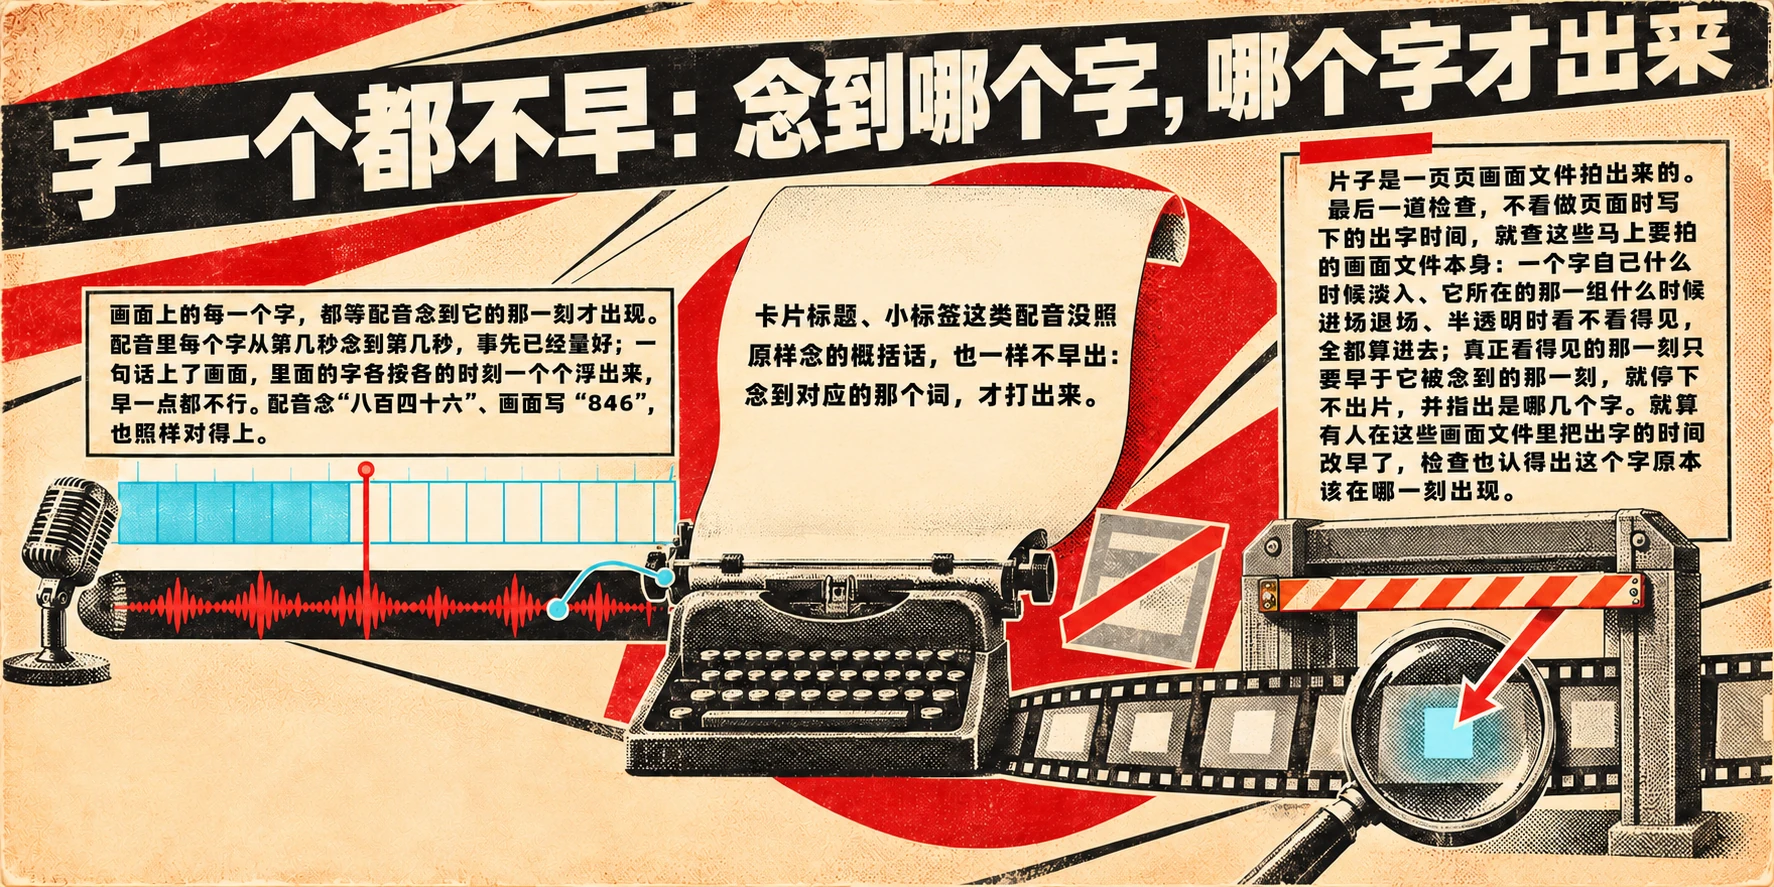 字一个都不早：念到哪个字，哪个字才出来
画面上的每一个字，都等配音念到它的那一刻才出现。
配音里每个字从第几秒念到第几秒，事先已经量好；一
句话上了画面，里面的字各按各的时刻一个个浮出来，
早一点都不行。配音念“八百四十六”、画面写“846”，
也照样对得上。
卡片标题、小标签这类配音没照
原样念的概括话，也一样不早出：
念到对应的那个词，才打出来。
片子是一页页画面文件拍出来的。
最后一道检查，不看做页面时写
下的出字时间，就查这些马上要拍
的画面文件本身：一个字自己什么
时候淡入、它所在的那一组什么时候
进场退场、半透明时看不看得见，
全都算进去；真正看得见的那一刻只
要早于它被念到的那一刻，就停下
不出片，并指出是哪几个字。就算
有人在这些画面文件里把出字的时间
改早了，检查也认得出这个字原本
该在哪一刻出现。